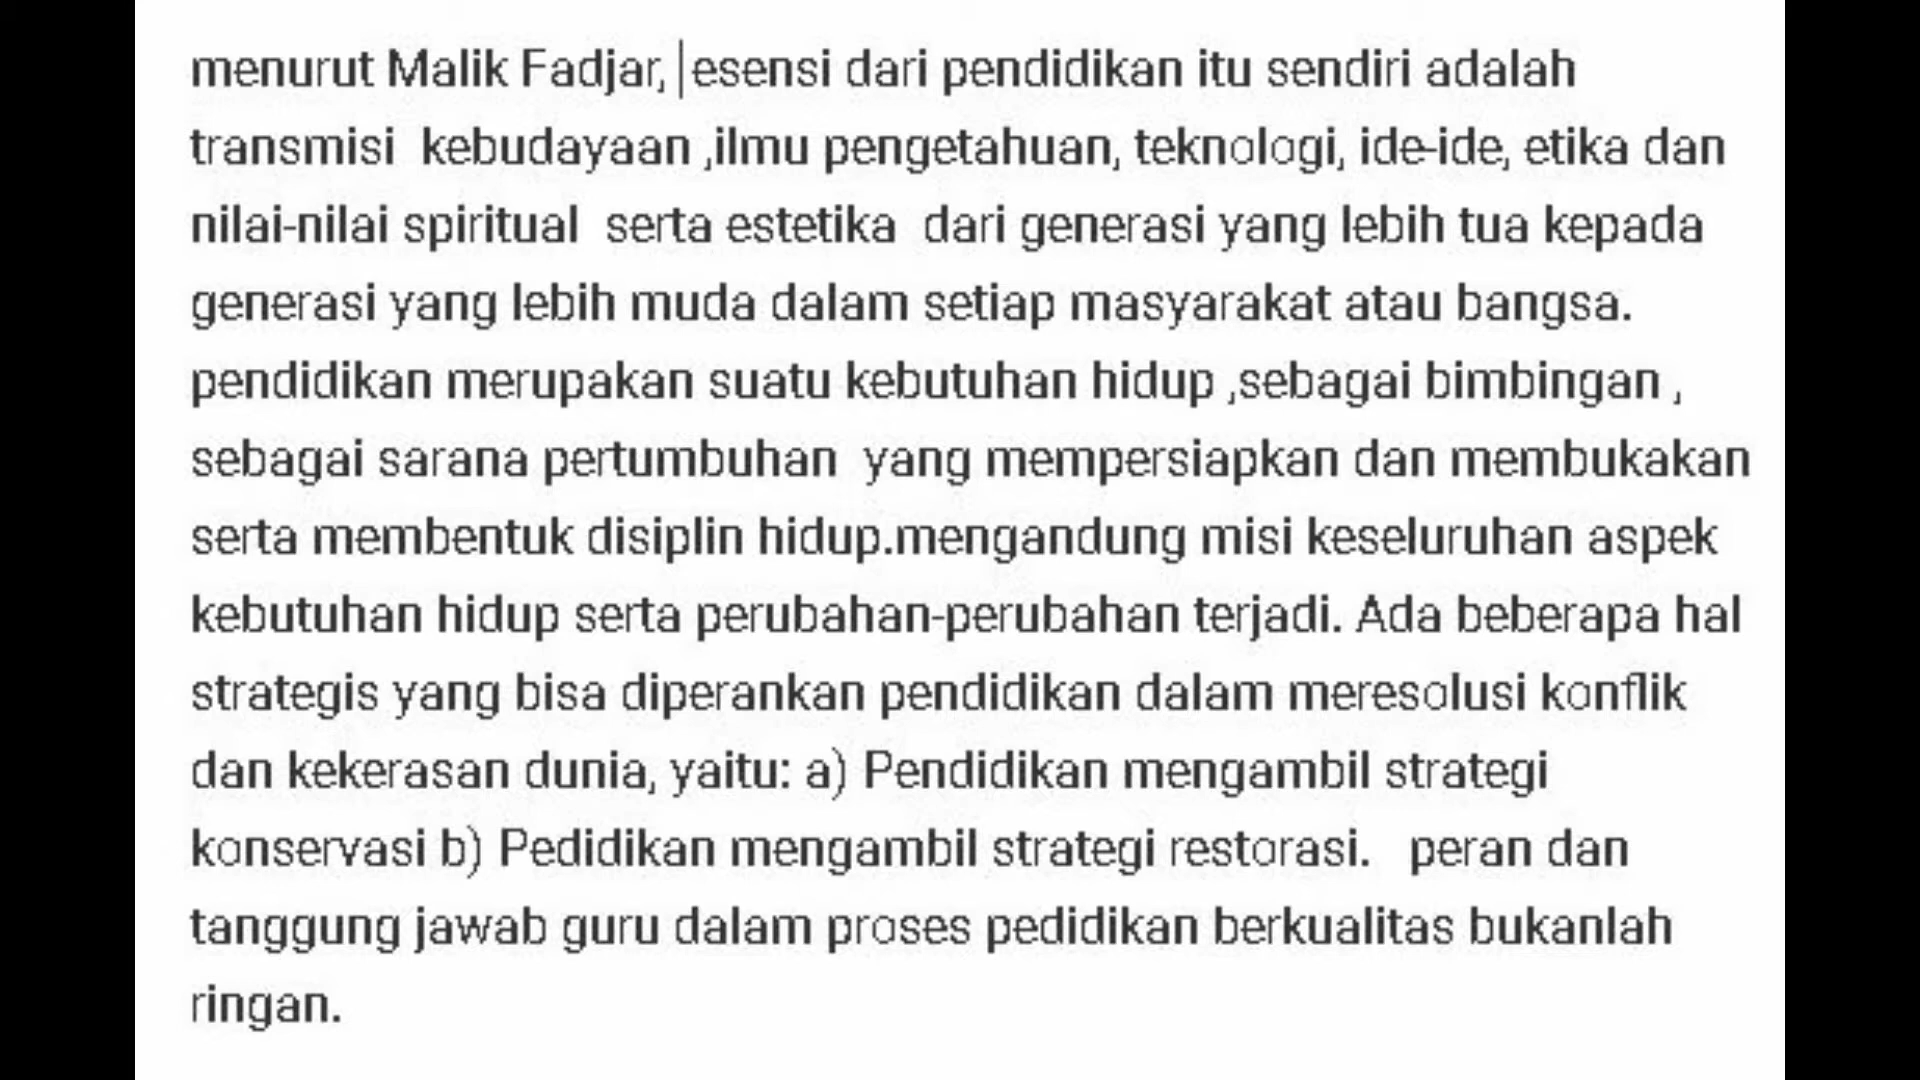 menurut Malik Fadjar, esensi dari pendidikan itu sendiri adalah
transmisi  kebudayaan ,ilmu pengetahuan, teknologi, ide-ide, etika dan
nilai-nilai spiritual  serta estetika  dari generasi yang lebih tua kepada
generasi yang lebih muda dalam setiap masyarakat atau bangsa.
pendidikan merupakan suatu kebutuhan hidup ,sebagai bimbingan ,
sebagai sarana pertumbuhan  yang mempersiapkan dan membukakan
serta membentuk disiplin hidup.mengandung misi keseluruhan aspek
kebutuhan hidup serta perubahan-perubahan terjadi. Ada beberapa hal
strategis yang bisa diperankan pendidikan dalam meresolusi konflik
dan kekerasan dunia, yaitu: a) Pendidikan mengambil strategi
konservasi b) Pedidikan mengambil strategi restorasi.   peran dan
tanggung jawab guru dalam proses pedidikan berkualitas bukanlah
ringan.